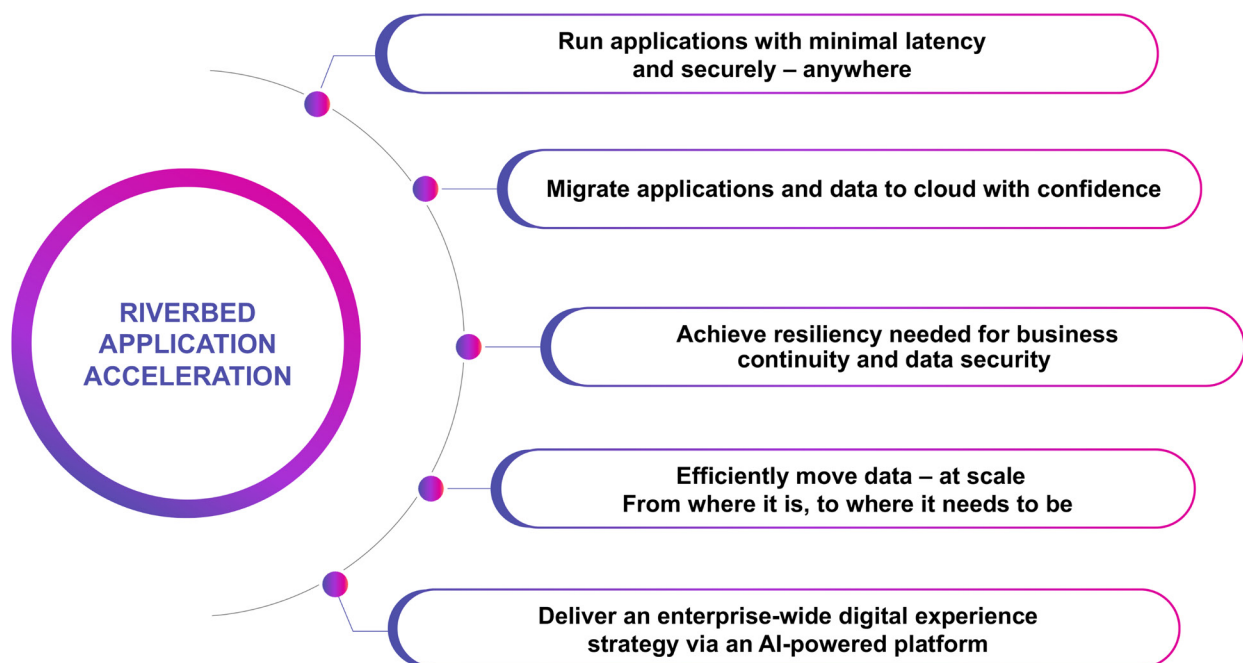 RIVERBED
APPLICATION
ACCELERATION
Run applications with minimal latency
and securely – anywhere
Migrate applications and data to cloud with confidence
Achieve resiliency needed for business
continuity and data security
Efficiently move data – at scale
From where it is, to where it needs to be
Deliver an enterprise-wide digital experience
strategy via an AI-powered platform